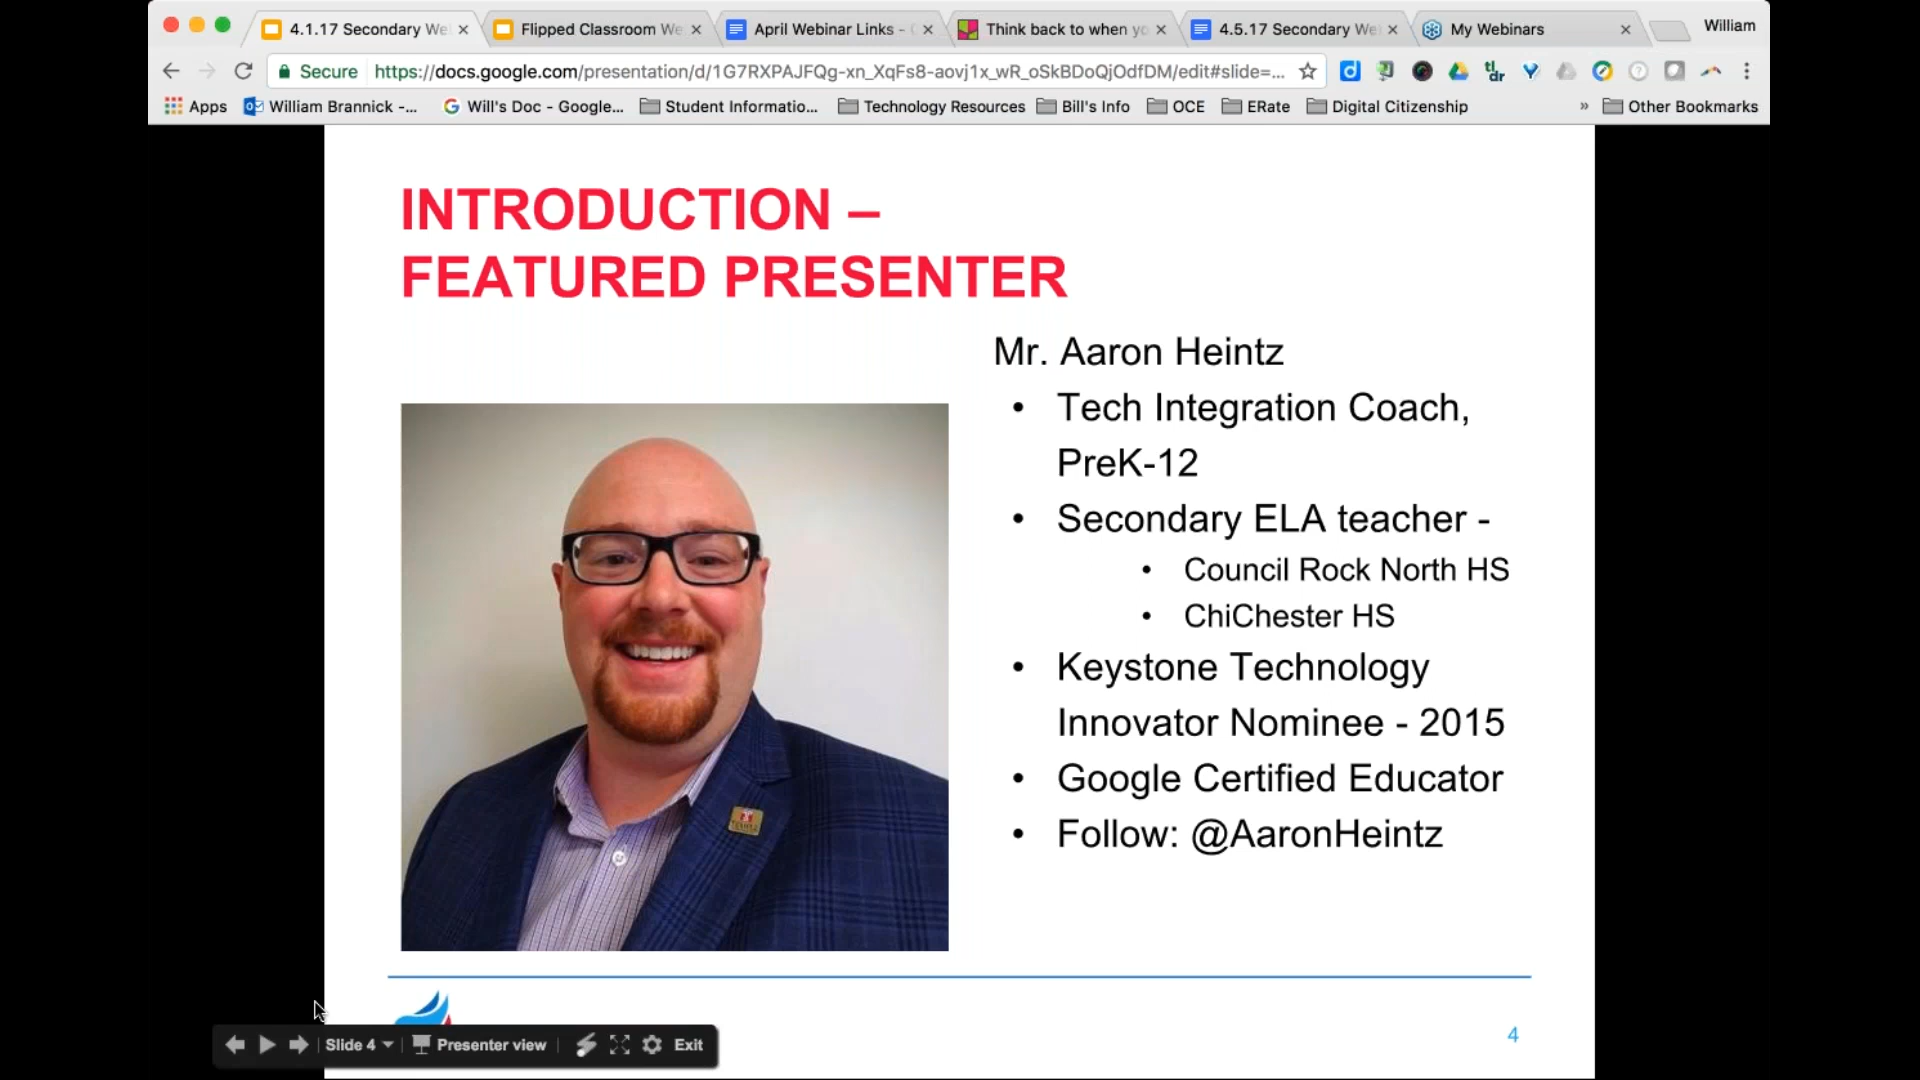 4.1.17 Secondary We
Flipped Classroom We
April Webinar Links -
Think back to when yo
4.5.17 Secondary We
My Webinars
William
Secure
https://docs.google.com/presentation/d/1G7RXPAJFQg-xn_XqFs8-aovj1x_wR_oSkBDoQjOdfDM/edit#slide=...
tl;dr
Apps
William Brannick -...
Will's Doc - Google...
Student Informatio...
Technology Resources
Bill's Info
OCE
ERate
Digital Citizenship
»
Other Bookmarks
INTRODUCTION –
FEATURED PRESENTER
Mr. Aaron Heintz
• Tech Integration Coach,
PreK-12
• Secondary ELA teacher -
• Council Rock North HS
• ChiChester HS
• Keystone Technology
Innovator Nominee - 2015
• Google Certified Educator
• Follow: @AaronHeintz
Slide 4
Presenter view
Exit
4